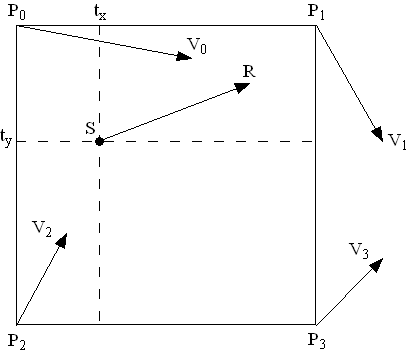 P0 tx P1
V0
R
S
ty V1
V2 V3
P2 P3